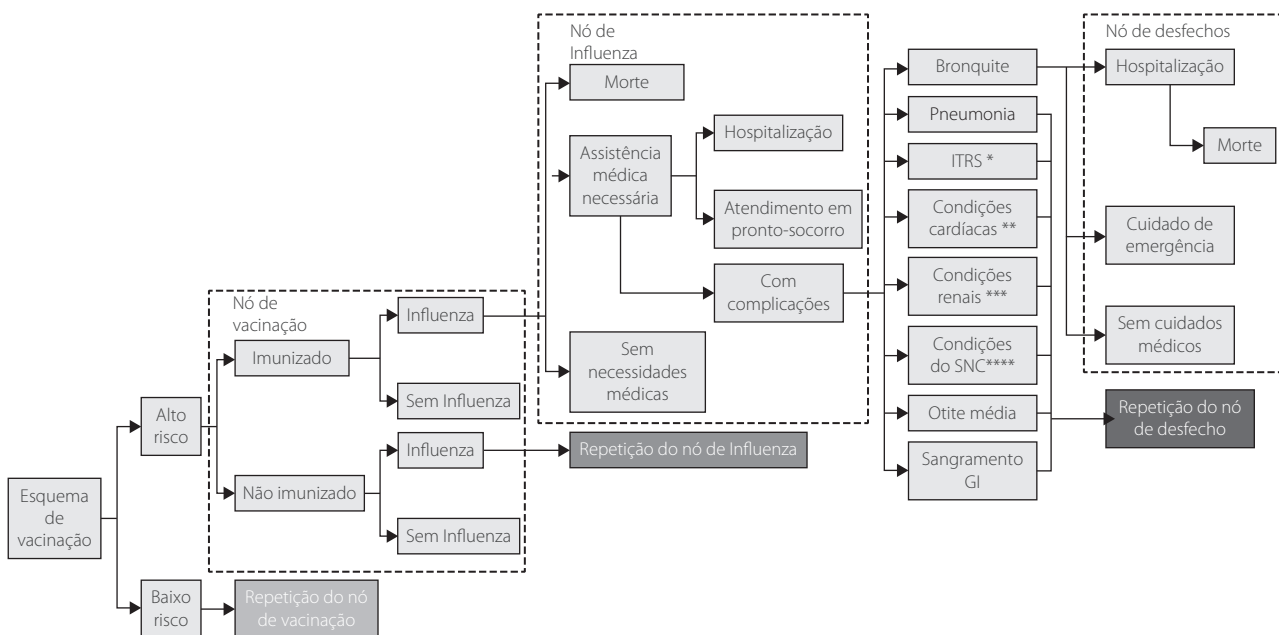 Esquema
de
vacinação
Alto
risco
Baixo
risco
Repetição do nó
de vacinação
Nó de
vacinação
Imunizado
Não imunizado
Influenza
Sem Influenza
Influenza
Sem Influenza
Repetição do nó de Influenza
Nó de
Influenza
Morte
Assistência
médica
necessária
Sem
necessidades
médicas
Hospitalização
Atendimento em
pronto-socorro
Com
complicações
Bronquite
Pneumonia
ITRS *
Condições
cardíacas **
Condições
renais ***
Condições
do SNC****
Otite média
Sangramento
GI
Nó de desfechos
Hospitalização
Morte
Cuidado de
emergência
Sem cuidados
médicos
Repetição do nó
de desfecho